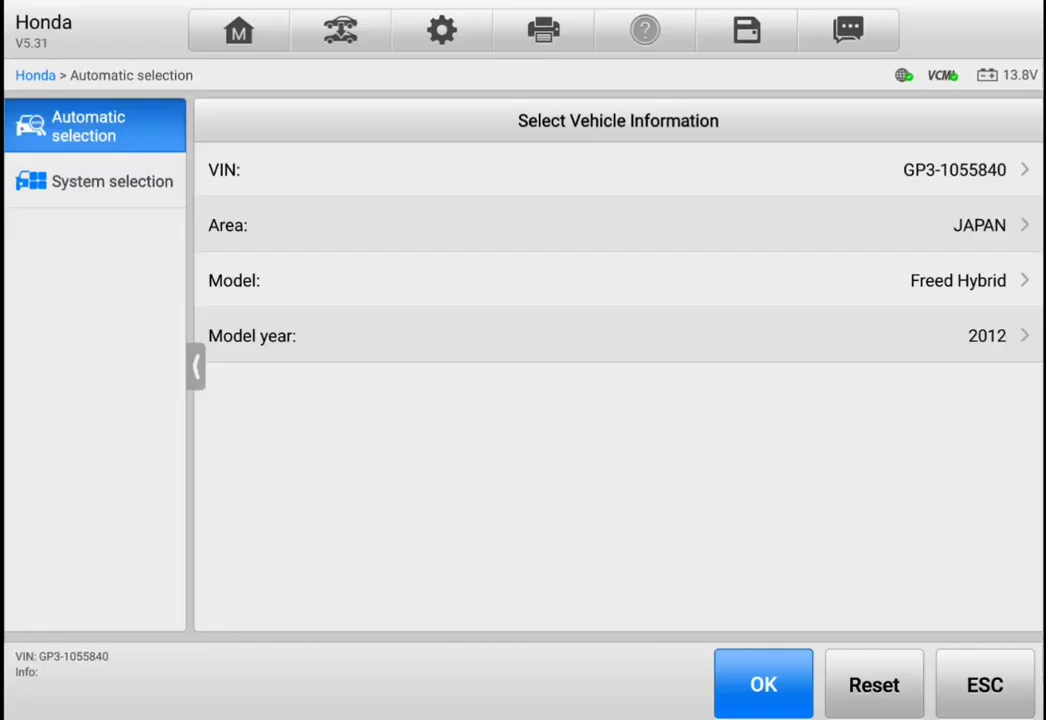 Honda
V5.31
M
?
Honda > Automatic selection
VCMI
13.8V
Automatic
selection
System selection
Select Vehicle Information
VIN: GP3-1055840
Area: JAPAN
Model: Freed Hybrid
Model year: 2012
VIN: GP3-1055840
Info:
OK
Reset
ESC